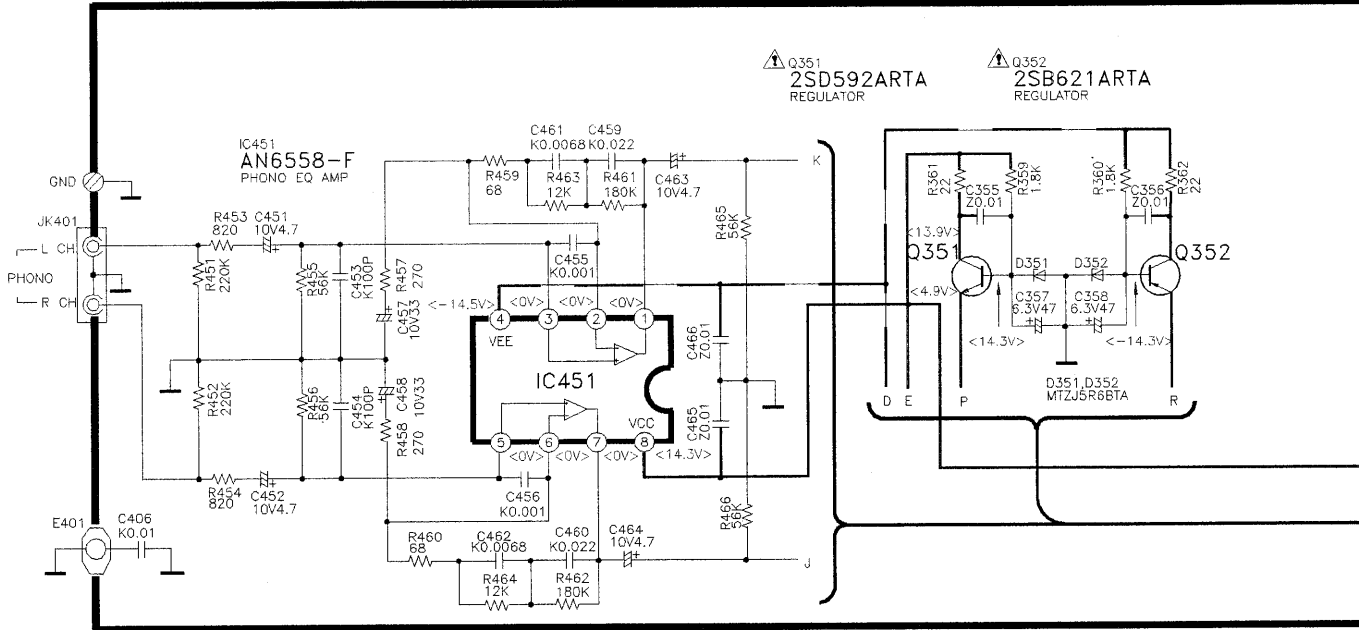 Q351
2SD592ARTA
REGULATOR
Q352
2SB621ARTA
REGULATOR
IC451
AN6558-F
PHONO EQ AMP
C461
K0.0068
C459
K0.022
R459
68
R463
12K
R461
180K
C463
10V4.7
K
GND
JK401
L CH
PHONO
R CH
R453
820
C451
10V4.7
R451
220K
R455
56K
C453
K100P
R457
270
C457
10V33
C455
K0.001
R465
56K
R361
22
R359
1.8K
C355
Z0.01
R360
1.8K
C356
Z0.01
R362
22
<13.9V>
Q351
<4.9V>
D351
D352
Q352
C357
6.3V47
C358
6.3V47
<14.3V>
<-14.3V>
D351,D352
MTZJ5R6BTA
D
E
P
R
<-14.5V>
<0V>
<0V>
<0V>
4
3
2
1
VEE
IC451
VCC
5
6
7
8
<0V>
<0V>
<0V>
<14.3V>
C466
Z0.01
C465
Z0.01
R452
220K
R456
56K
C454
K100P
C458
10V33
R458
270
R454
820
C452
10V4.7
C456
K0.001
R466
56K
E401
C406
K0.01
R460
68
C462
K0.0068
C460
K0.022
C464
10V4.7
R464
12K
R462
180K
J